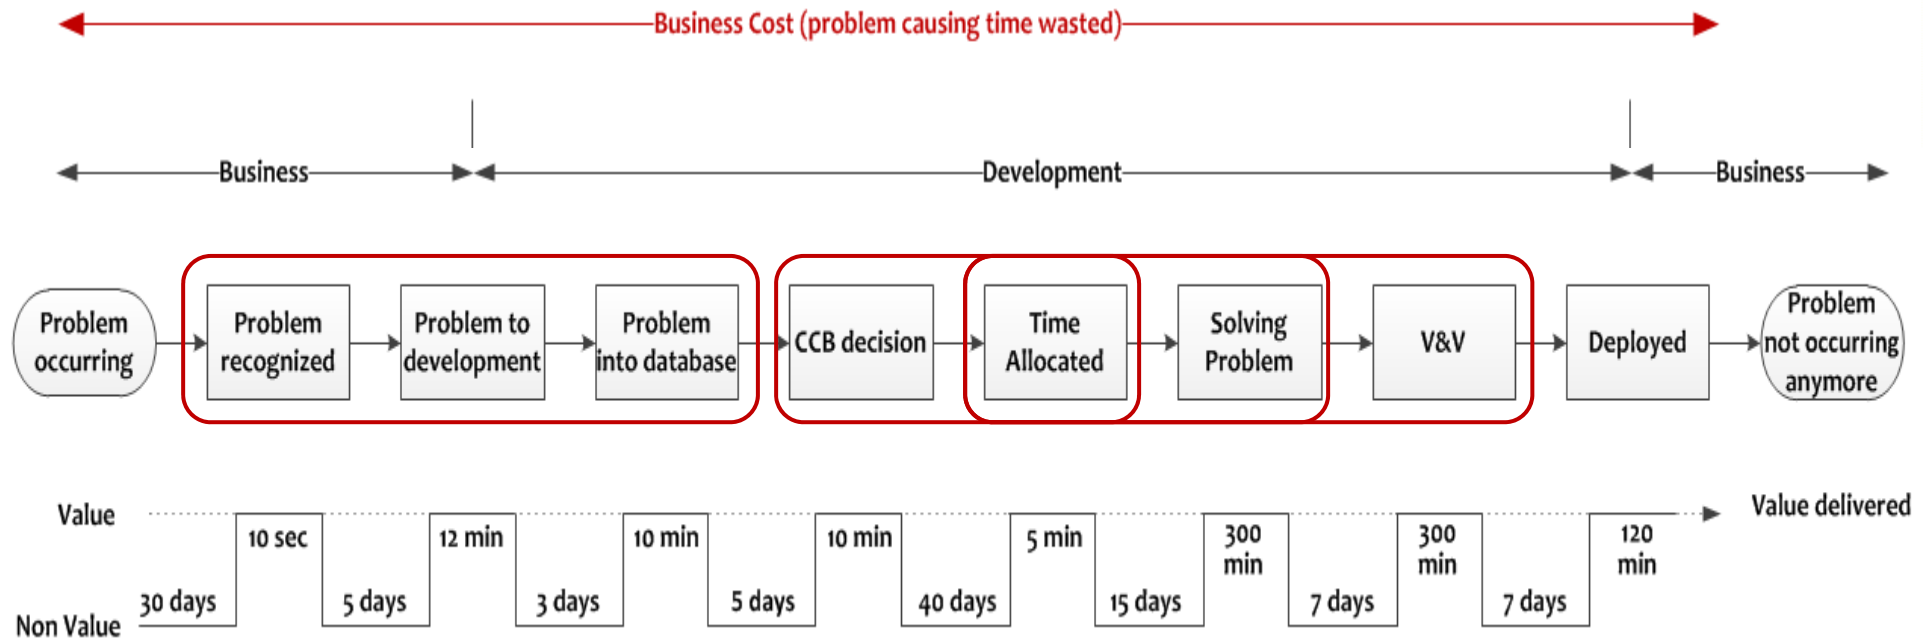 Business Cost (problem causing time wasted)
Business
Development
Business
Problem
occurring
Problem
recognized
Problem to
development
Problem
into database
CCB decision
Time
Allocated
Solving
Problem
V&V
Deployed
Problem
not occurring
anymore
Value
10 sec
12 min
10 min
10 min
5 min
300
min
300
min
120
min
Value delivered
Non Value
30 days
5 days
3 days
5 days
40 days
15 days
7 days
7 days